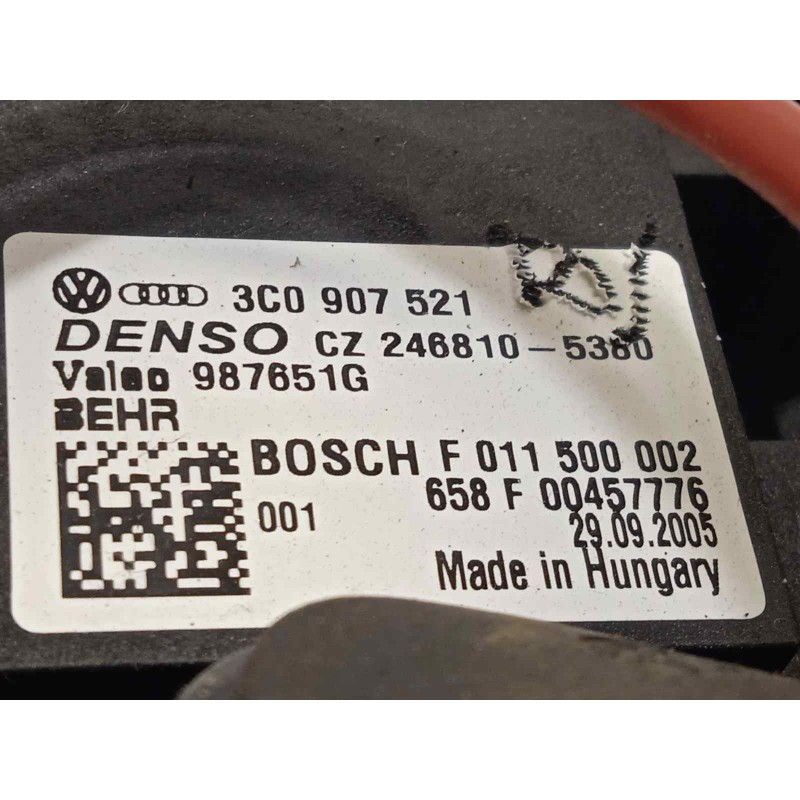 3C0 907 521
DENSO CZ 246810-5380
Valeo 987651G
BEHR
BOSCH F 011 500 002
001 658 F 00457776
29.09.2005
Made in Hungary